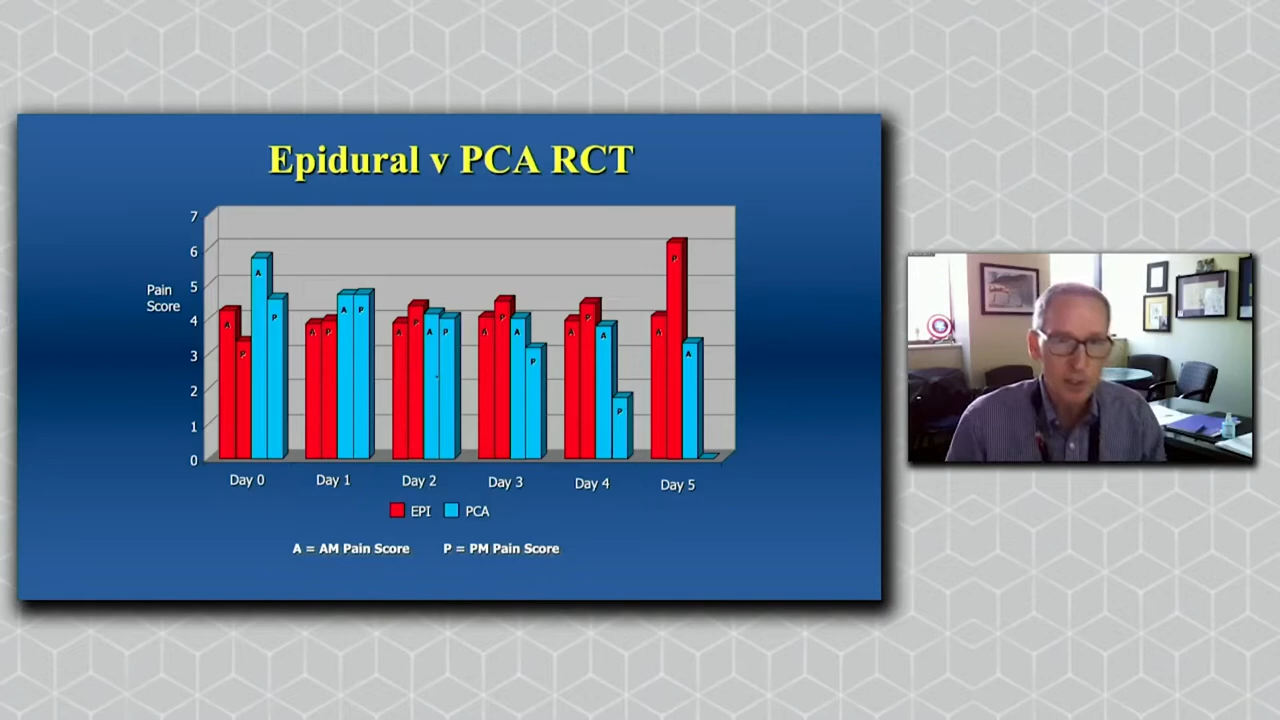 Epidural v PCA RCT
7
6
5
4
3
2
1
0
Pain
Score
A P A P
A P A P
A P A P
A P A P
A P A P
A P A
Day 0 Day 1 Day 2 Day 3 Day 4 Day 5
EPI PCA
A = AM Pain Score P = PM Pain Score